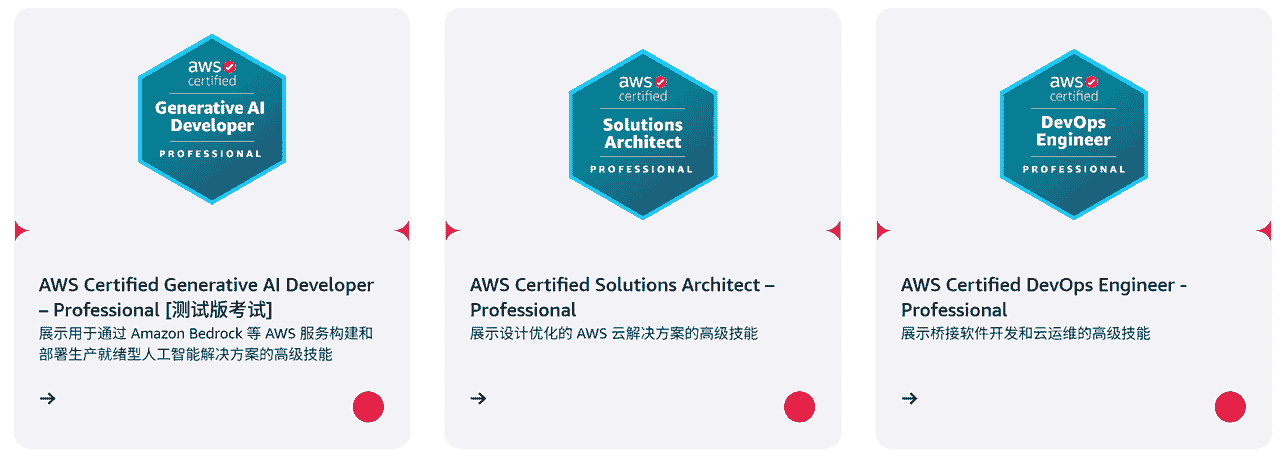 aws
certified
Generative AI
Developer
PROFESSIONAL
AWS Certified Generative AI Developer
– Professional [测试版考试]
展示用于通过 Amazon Bedrock 等 AWS 服务构建和
部署生产就绪型人工智能解决方案的高级技能
aws
certified
Solutions
Architect
PROFESSIONAL
AWS Certified Solutions Architect –
Professional
展示设计优化的 AWS 云解决方案的高级技能
aws
certified
DevOps
Engineer
PROFESSIONAL
AWS Certified DevOps Engineer -
Professional
展示桥接软件开发和云运维的高级技能